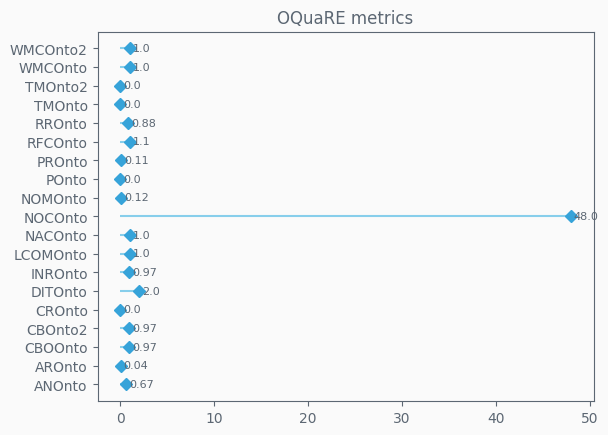 OQuaRE metrics
WMCOnto2 1.0
WMCOnto 1.0
TMOnto2 0.0
TMOnto 0.0
RROnto 0.88
RFCOnto 1.1
PROnto 0.11
POnto 0.0
NOMOnto 0.12
NOCOnto 48.0
NACOnto 1.0
LCOMOnto 1.0
INROnto 0.97
DITOnto 2.0
CROnto 0.0
CBOnto2 0.97
CBOOnto 0.97
AROnto 0.04
ANOnto 0.67
0 10 20 30 40 50